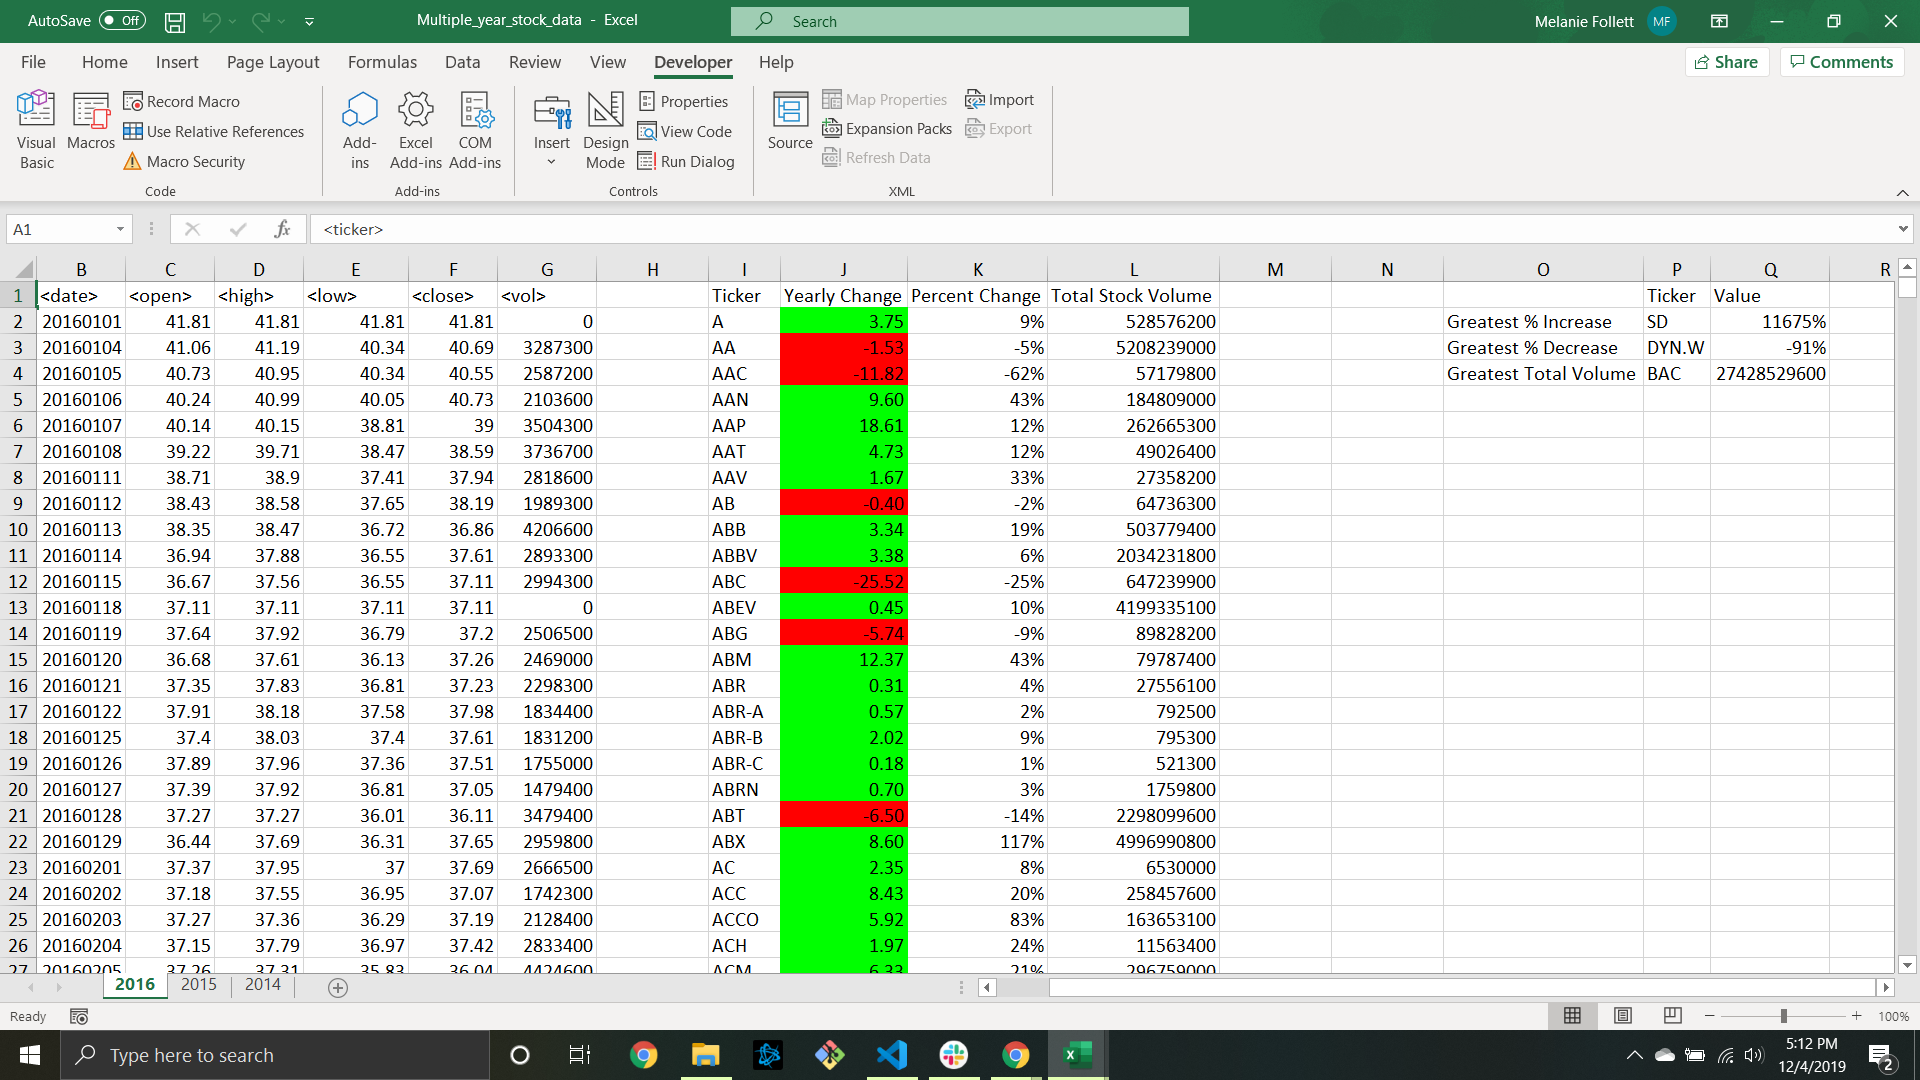 AutoSave Off Multiple_year_stock_data - Excel Search Melanie Follett MF
File Home Insert Page Layout Formulas Data Review View Developer Help Share Comments
Visual Basic Macros Record Macro Use Relative References Macro Security Code
Add-ins Excel Add-ins COM Add-ins Add-ins
Insert Design Mode Properties View Code Run Dialog Controls
Source Map Properties Expansion Packs Refresh Data Import Export XML
A1 fx <ticker>
B C D E F G H I J K L M N O P Q R
1 <date> <open> <high> <low> <close> <vol> Ticker Yearly Change Percent Change Total Stock Volume Ticker Value
2 20160101 41.81 41.81 41.81 41.81 0 A 3.75 9% 528576200 Greatest % Increase SD 11675%
3 20160104 41.06 41.19 40.34 40.69 3287300 AA -1.53 -5% 5208239000 Greatest % Decrease DYN.W -91%
4 20160105 40.73 40.95 40.34 40.55 2587200 AAC -11.82 -62% 57179800 Greatest Total Volume BAC 27428529600
5 20160106 40.24 40.99 40.05 40.73 2103600 AAN 9.60 43% 184809000
6 20160107 40.14 40.15 38.81 39 3504300 AAP 18.61 12% 262665300
7 20160108 39.22 39.71 38.47 38.59 3736700 AAT 4.73 12% 49026400
8 20160111 38.71 38.9 37.41 37.94 2818600 AAV 1.67 33% 27358200
9 20160112 38.43 38.58 37.65 38.19 1989300 AB -0.40 -2% 64736300
10 20160113 38.35 38.47 36.72 36.86 4206600 ABB 3.34 19% 503779400
11 20160114 36.94 37.88 36.55 37.61 2893300 ABBV 3.38 6% 2034231800
12 20160115 36.67 37.56 36.55 37.11 2994300 ABC -25.52 -25% 647239900
13 20160118 37.11 37.11 37.11 37.11 0 ABEV 0.45 10% 4199335100
14 20160119 37.64 37.92 36.79 37.2 2506500 ABG -5.74 -9% 89828200
15 20160120 36.68 37.61 36.13 37.26 2469000 ABM 12.37 43% 79787400
16 20160121 37.35 37.83 36.81 37.23 2298300 ABR 0.31 4% 27556100
17 20160122 37.91 38.18 37.58 37.98 1834400 ABR-A 0.57 2% 792500
18 20160125 37.4 38.03 37.4 37.61 1831200 ABR-B 2.02 9% 795300
19 20160126 37.89 37.96 37.36 37.51 1755000 ABR-C 0.18 1% 521300
20 20160127 37.39 37.92 36.81 37.05 1479400 ABRN 0.70 3% 1759800
21 20160128 37.27 37.27 36.01 36.11 3479400 ABT -6.50 -14% 2298099600
22 20160129 36.44 37.69 36.31 37.65 2959800 ABX 8.60 117% 4996990800
23 20160201 37.37 37.95 37 37.69 2666500 AC 2.35 8% 6530000
24 20160202 37.18 37.55 36.95 37.07 1742300 ACC 8.43 20% 258457600
25 20160203 37.27 37.36 36.29 37.19 2128400 ACCO 5.92 83% 163653100
26 20160204 37.15 37.79 36.97 37.42 2833400 ACH 1.97 24% 11563400
27 20160205 37.26 37.31 35.83 36.04 4424600 ACM 6.33 21% 296759000
2016 2015 2014
Ready 100%
Type here to search 5:12 PM
12/4/2019 2